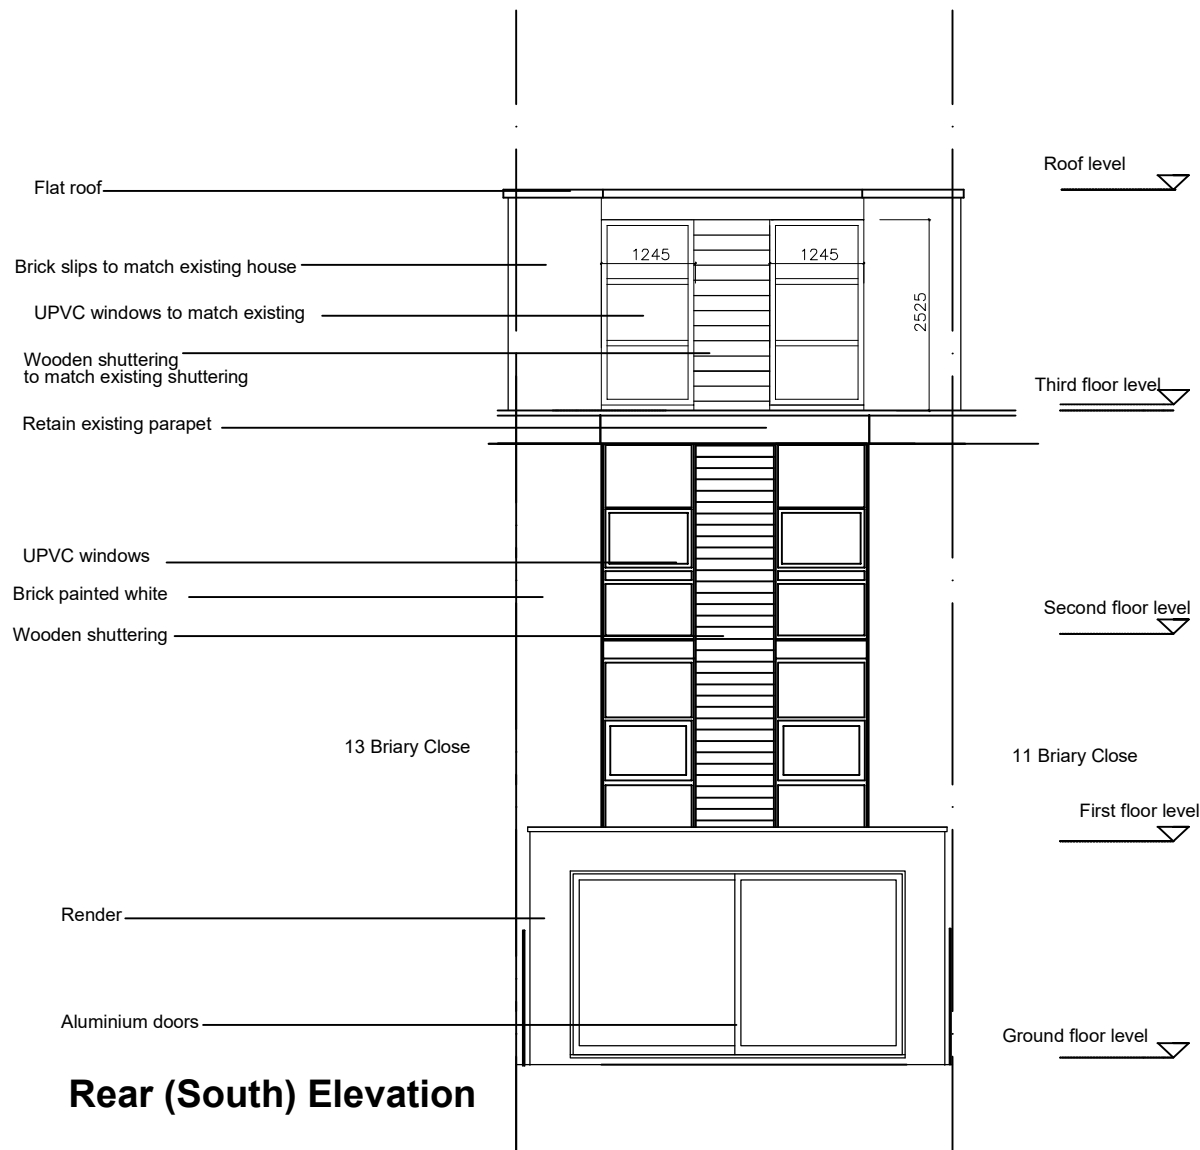 Roof level
Flat roof
Brick slips to match existing house
1245
1245
UPVC windows to match existing
2525
Wooden shuttering
to match existing shuttering
Third floor level
Retain existing parapet
UPVC windows
Brick painted white
Second floor level
Wooden shuttering
13 Briary Close
11 Briary Close
First floor level
Render
Aluminium doors
Ground floor level
Rear (South) Elevation